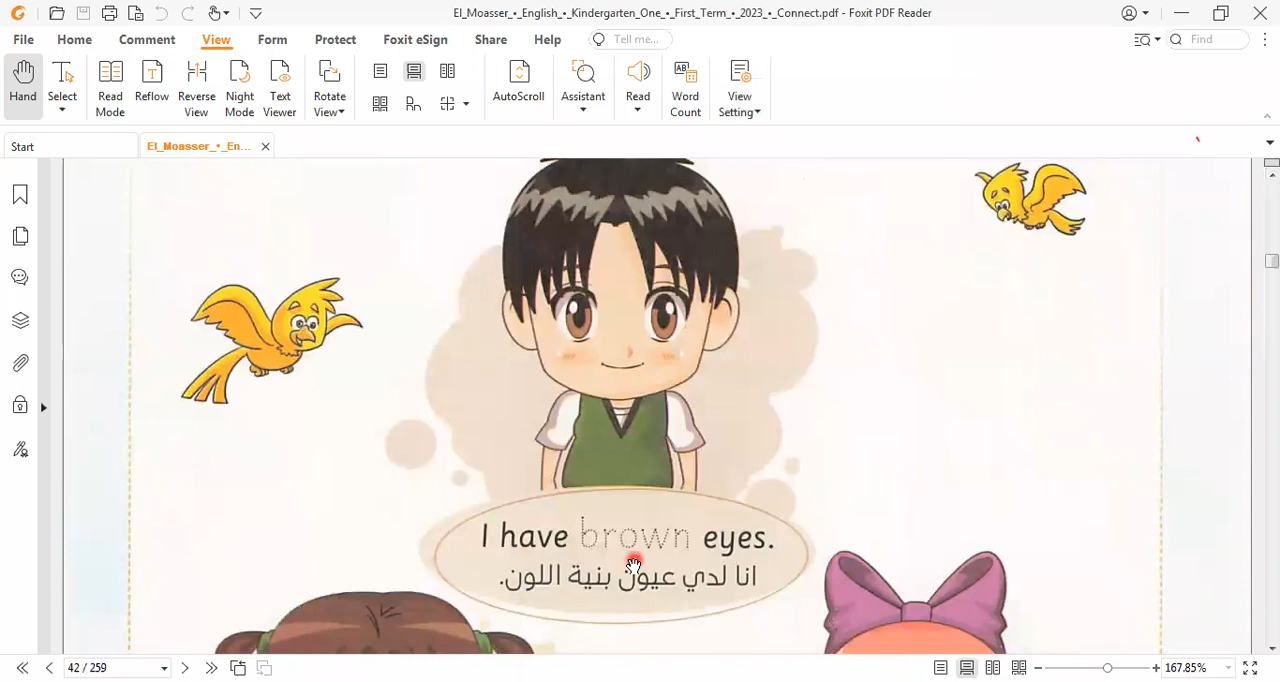 El_Moasser_•_English_•_Kindergarten_One_•_First_Term_•_2023_•_Connect.pdf - Foxit PDF Reader
File Home Comment View Form Protect Foxit eSign Share Help Tell me... Find
Hand Select Read Mode Reflow Reverse View Night Mode Text Viewer Rotate View AutoScroll Assistant Read Word Count View Setting
Start El_Moasser_•_En...
I have brown eyes.
انا لدي عيون بنية اللون.
42 / 259 167.85%